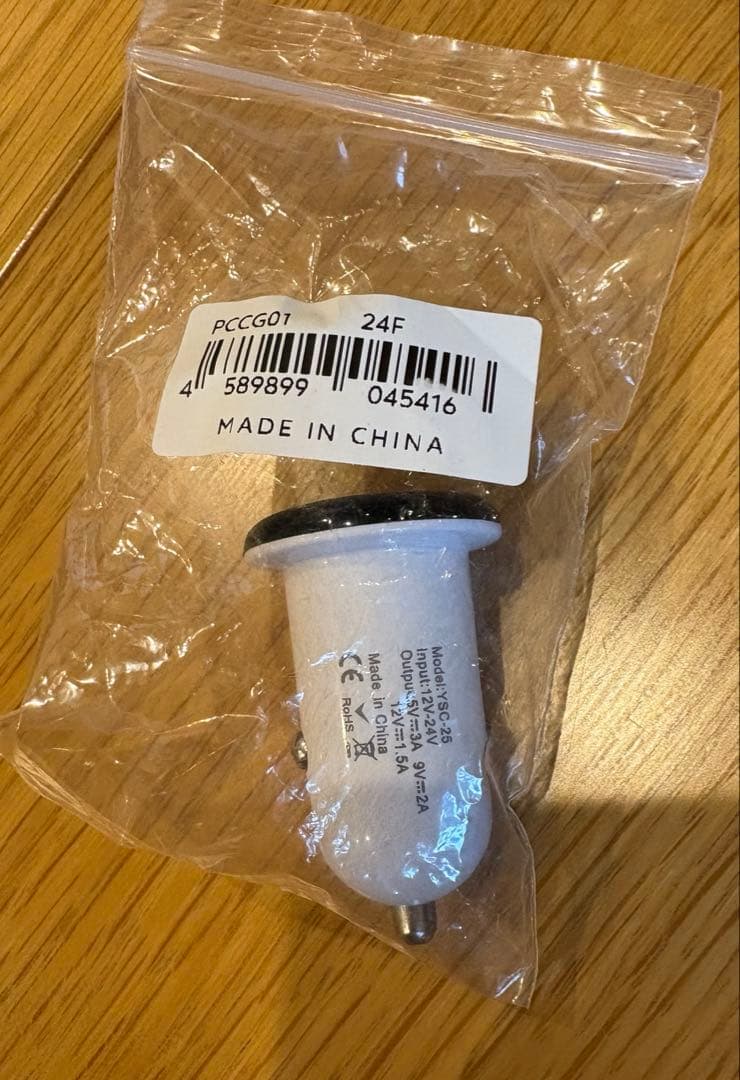 PCCG01 24F
4 589899 045416
MADE IN CHINA
Model:YSC-25
Input:12V-24V
Output:5V⎓3A 9V⎓2A
12V⎓1.5A
Made in China
CE RoHS